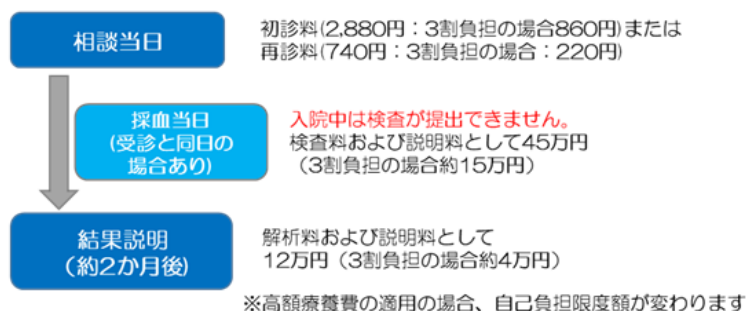 相談当日
初診料(2,880円：3割負担の場合860円)または
再診料(740円：3割負担の場合：220円)
採血当日
(受診と同日の
場合あり)
入院中は検査が提出できません。
検査料および説明料として45万円
（3割負担の場合約15万円）
結果説明
（約2か月後）
解析料および説明料として
12万円（3割負担の場合約4万円）
※高額療養費の適用の場合、自己負担限度額が変わります